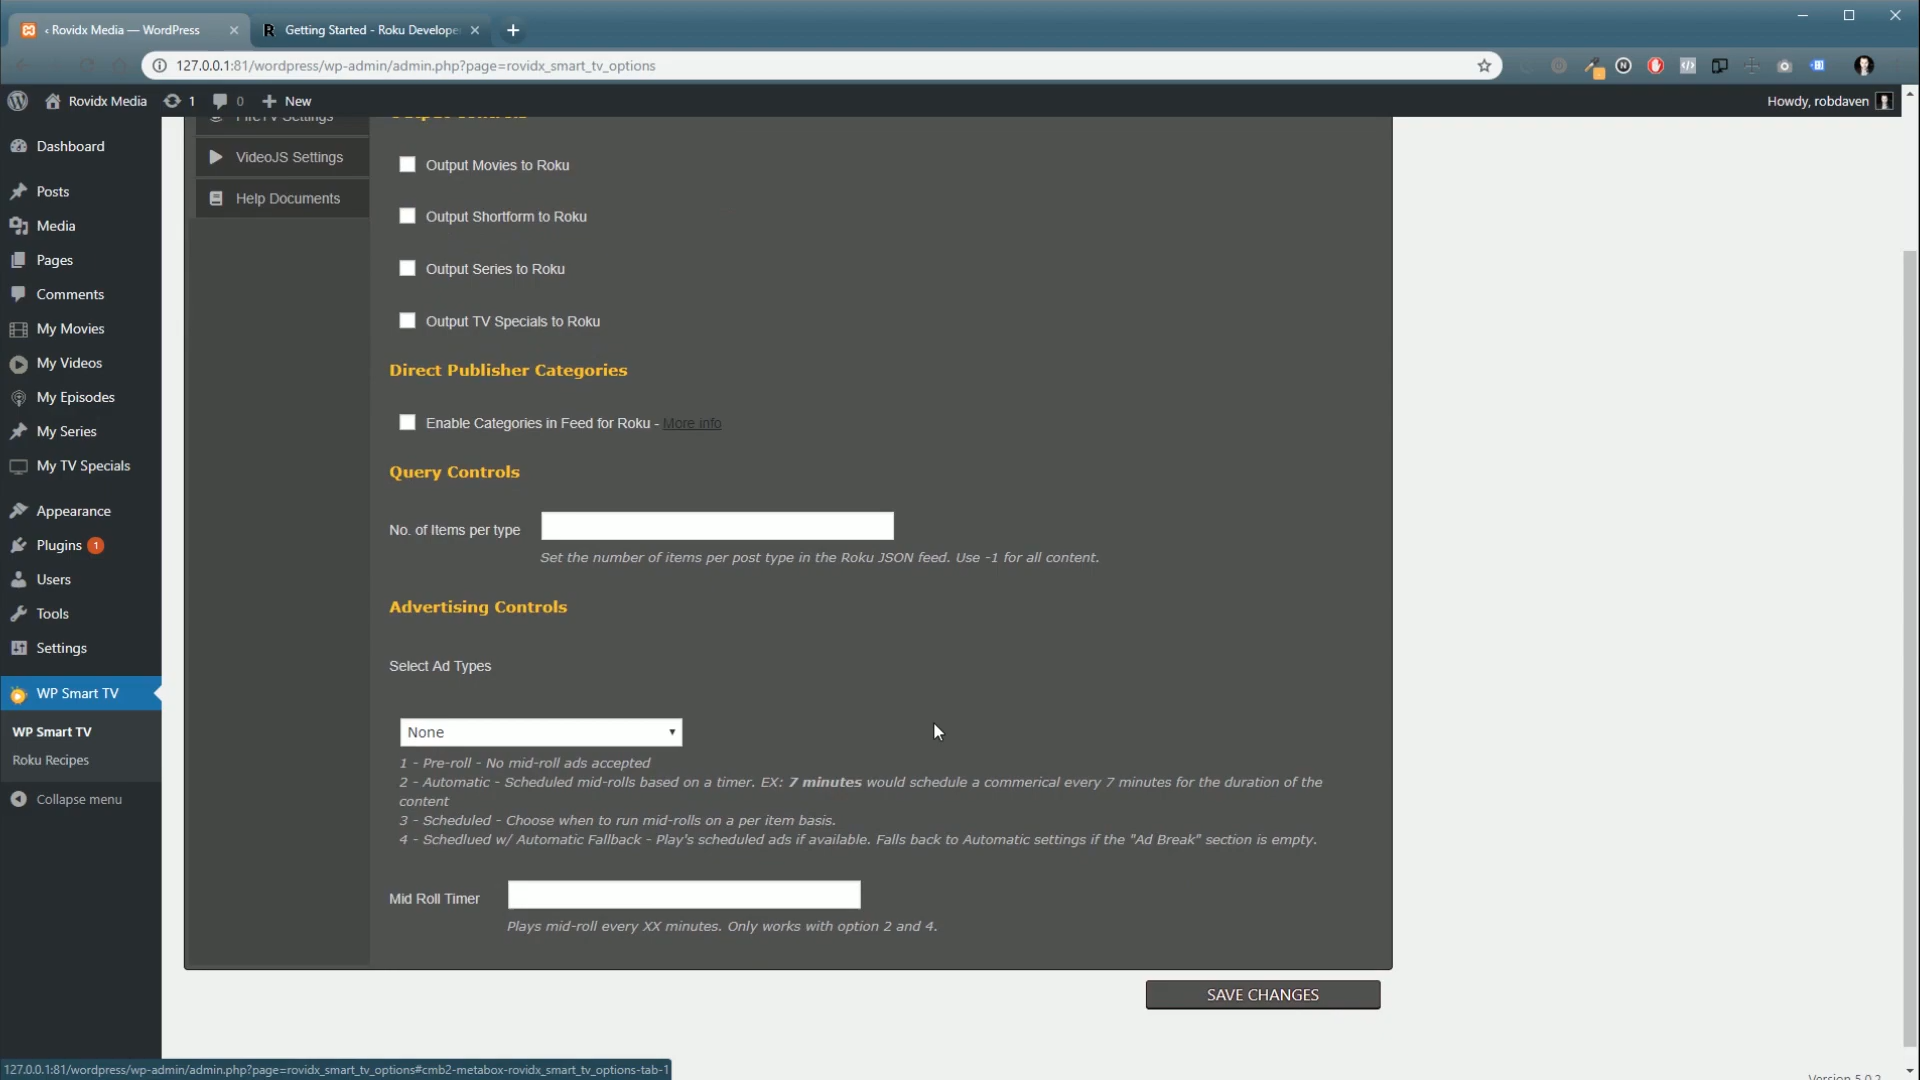 ‹ Rovidx Media — WordPress
Getting Started - Roku Develope
127.0.0.1:81/wordpress/wp-admin/admin.php?page=rovidx_smart_tv_options
Rovidx Media
1
0
New
Howdy, robdaven
Dashboard
Posts
Media
Pages
Comments
My Movies
My Videos
My Episodes
My Series
My TV Specials
Appearance
Plugins 1
Users
Tools
Settings
WP Smart TV
WP Smart TV
Roku Recipes
Collapse menu
FireTV Settings
VideoJS Settings
Help Documents
Output Controls
Output Movies to Roku
Output Shortform to Roku
Output Series to Roku
Output TV Specials to Roku
Direct Publisher Categories
Enable Categories in Feed for Roku - More info
Query Controls
No. of Items per type
Set the number of items per post type in the Roku JSON feed. Use -1 for all content.
Advertising Controls
Select Ad Types
None
1 - Pre-roll - No mid-roll ads accepted
2 - Automatic - Scheduled mid-rolls based on a timer. EX: 7 minutes would schedule a commerical every 7 minutes for the duration of the
content
3 - Scheduled - Choose when to run mid-rolls on a per item basis.
4 - Schedlued w/ Automatic Fallback - Play's scheduled ads if available. Falls back to Automatic settings if the "Ad Break" section is empty.
Mid Roll Timer
Plays mid-roll every XX minutes. Only works with option 2 and 4.
SAVE CHANGES
127.0.0.1:81/wordpress/wp-admin/admin.php?page=rovidx_smart_tv_options#cmb2-metabox-rovidx_smart_tv_options-tab-1
Version 5.0.2